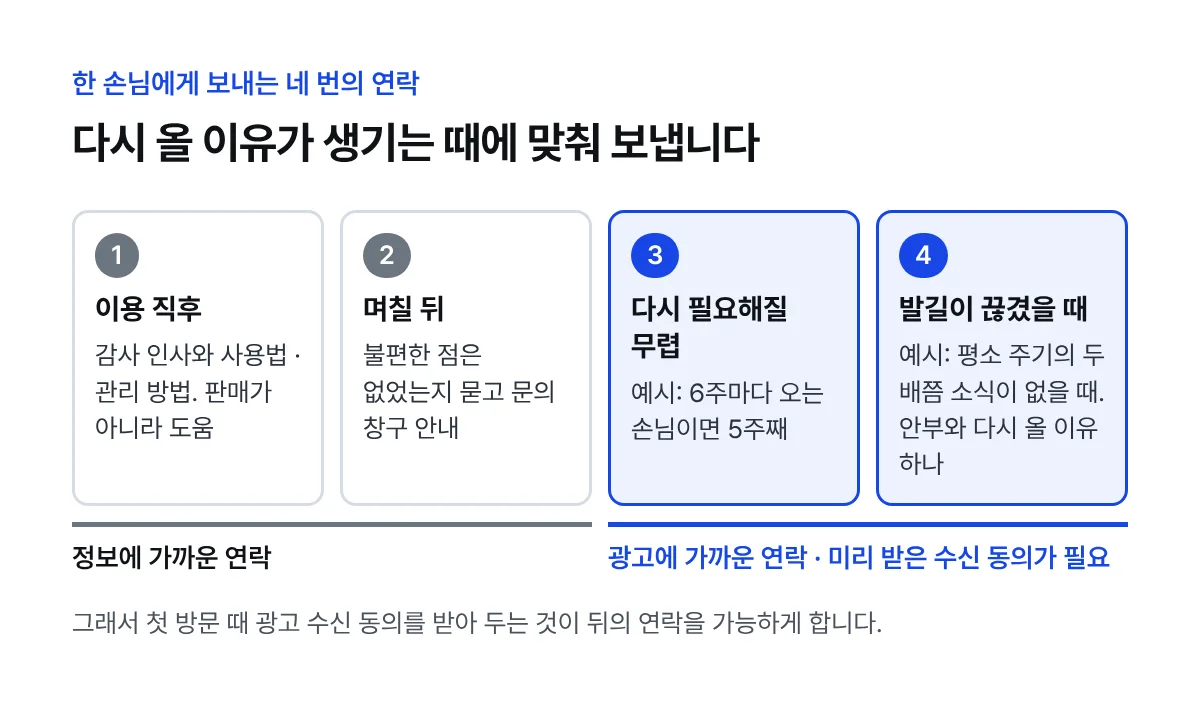 한 손님에게 보내는 네 번의 연락
다시 올 이유가 생기는 때에 맞춰 보냅니다
1
이용 직후
감사 인사와 사용법 ·
관리 방법. 판매가
아니라 도움
2
며칠 뒤
불편한 점은
없었는지 묻고 문의
창구 안내
3
다시 필요해질
무렵
예시: 6주마다 오는
손님이면 5주째
4
발길이 끊겼을 때
예시: 평소 주기의 두
배쯤 소식이 없을 때.
안부와 다시 올 이유
하나
정보에 가까운 연락
광고에 가까운 연락 · 미리 받은 수신 동의가 필요
그래서 첫 방문 때 광고 수신 동의를 받아 두는 것이 뒤의 연락을 가능하게 합니다.